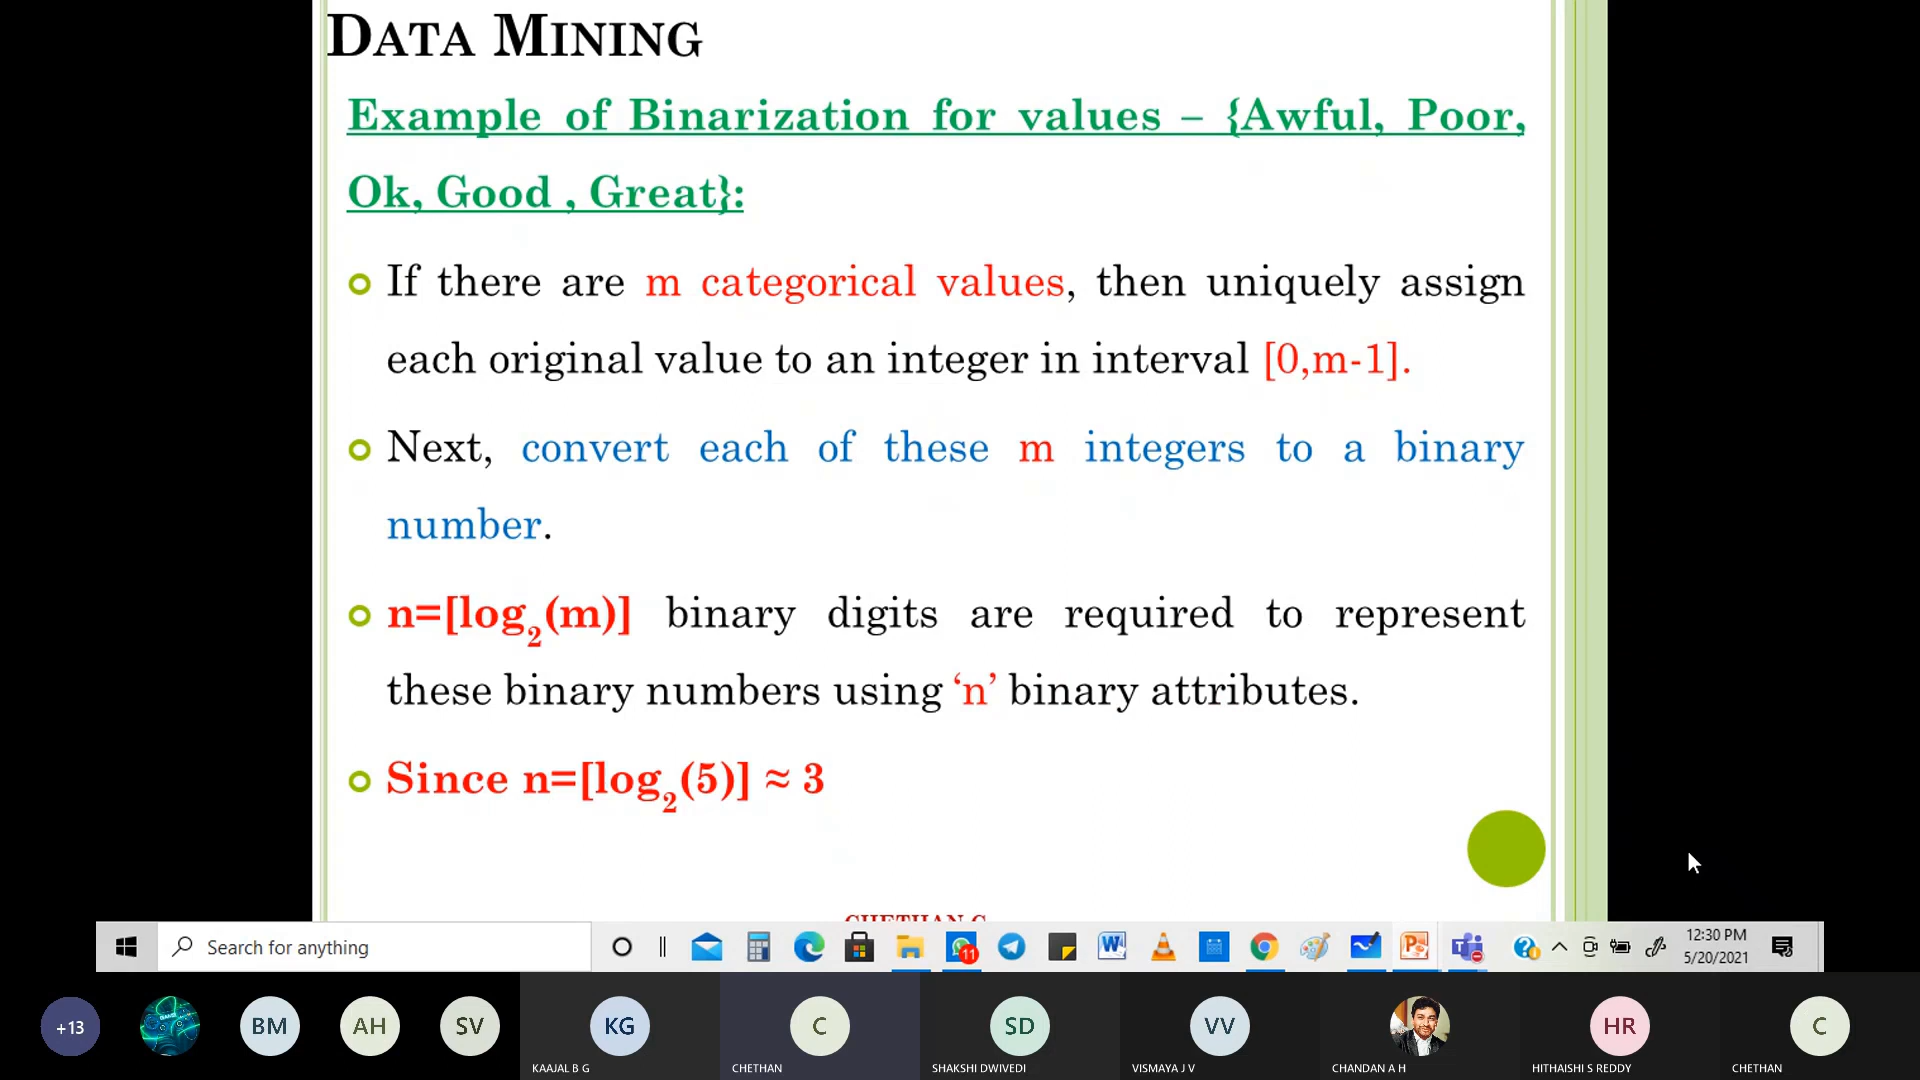 DATA MINING
Example of Binarization for values – {Awful, Poor,
Ok, Good , Great}:
If there are m categorical values, then uniquely assign
each original value to an integer in interval [0,m-1].
Next, convert each of these m integers to a binary
number.
n=[log2(m)] binary digits are required to represent
these binary numbers using ‘n’ binary attributes.
Since n=[log2(5)] ≈ 3
CHETHAN C
Search for anything
11
12:30 PM
5/20/2021
+13
BM
AH
SV
KG
C
SD
VV
HR
C
KAAJAL B G
CHETHAN
SHAKSHI DWIVEDI
VISMAYA J V
CHANDAN A H
HITHAISHI S REDDY
CHETHAN